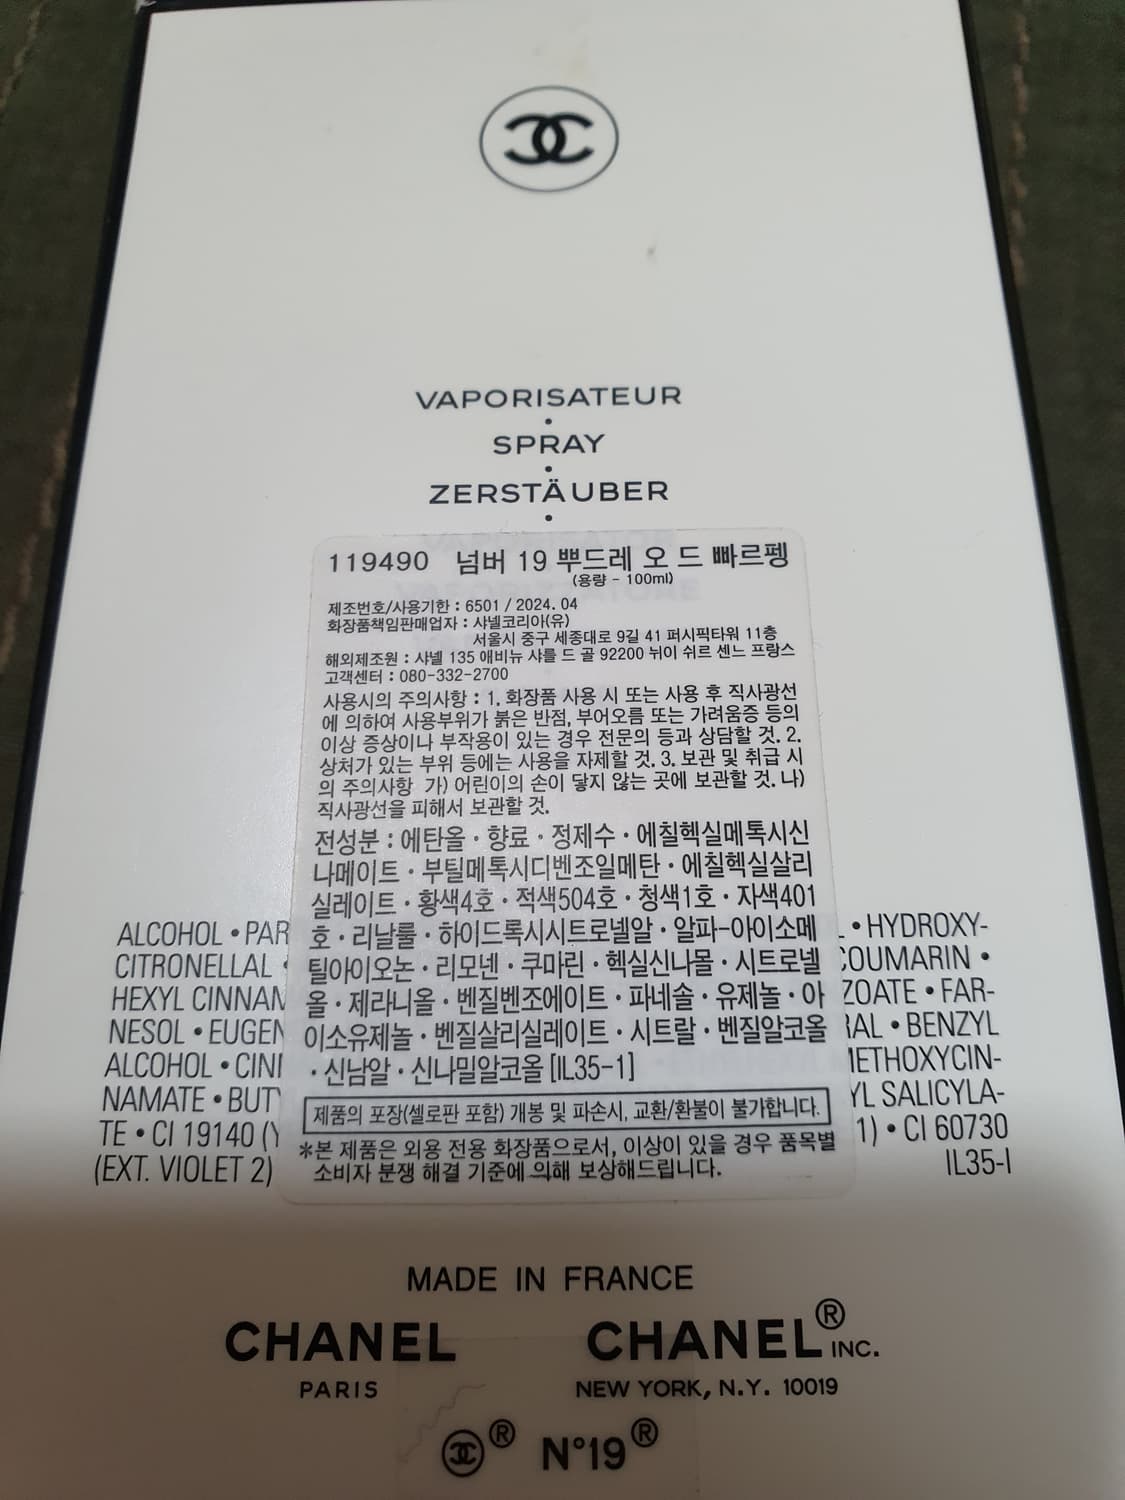 VAPORISATEUR
SPRAY
ZERSTÄUBER
119490 넘버 19 뿌드레 오 드 빠르펭
(용량 - 100ml)
제조번호/사용기한 : 6501 / 2024. 04
화장품책임판매업자 : 샤넬코리아(유)
서울시 중구 세종대로 9길 41 퍼시픽타워 11층
해외제조원 : 샤넬 135 애비뉴 샤를 드 골 92200 뉘이 쉬르 센느 프랑스
고객센터 : 080-332-2700
사용시의 주의사항 : 1. 화장품 사용 시 또는 사용 후 직사광선
에 의하여 사용부위가 붉은 반점, 부어오름 또는 가려움증 등의
이상 증상이나 부작용이 있는 경우 전문의 등과 상담할 것. 2.
상처가 있는 부위 등에는 사용을 자제할 것. 3. 보관 및 취급 시
의 주의사항 가) 어린이의 손이 닿지 않는 곳에 보관할 것. 나)
직사광선을 피해서 보관할 것.
전성분 : 에탄올 · 향료 · 정제수 · 에칠헥실메톡시신
나메이트 · 부틸메톡시디벤조일메탄 · 에칠헥실살리
실레이트 · 황색4호 · 적색504호 · 청색1호 · 자색401
호 · 리날룰 · 하이드록시시트로넬알 · 알파-아이소메
틸아이오논 · 리모넨 · 쿠마린 · 헥실신나몰 · 시트로넬
올 · 제라니올 · 벤질벤조에이트 · 파네솔 · 유제놀 · 아
이소유제놀 · 벤질살리실레이트 · 시트랄 · 벤질알코올
· 신남알 · 신나밀알코올 [IL35-1]
제품의 포장(셀로판 포함) 개봉 및 파손시, 교환/환불이 불가합니다.
*본 제품은 외용 전용 화장품으로서, 이상이 있을 경우 품목별
소비자 분쟁 해결 기준에 의해 보상해드립니다.
ALCOHOL • PAR L • HYDROXY-
CITRONELLAL • COUMARIN •
HEXYL CINNAM ZOATE • FAR-
NESOL • EUGEN RAL • BENZYL
ALCOHOL • CINN METHOXYCIN-
NAMATE • BUTY YL SALICYLA-
TE • CI 19140 (Y 1) • CI 60730
(EXT. VIOLET 2) IL35-I
MADE IN FRANCE
CHANEL CHANEL® INC.
PARIS NEW YORK, N.Y. 10019
® N°19®